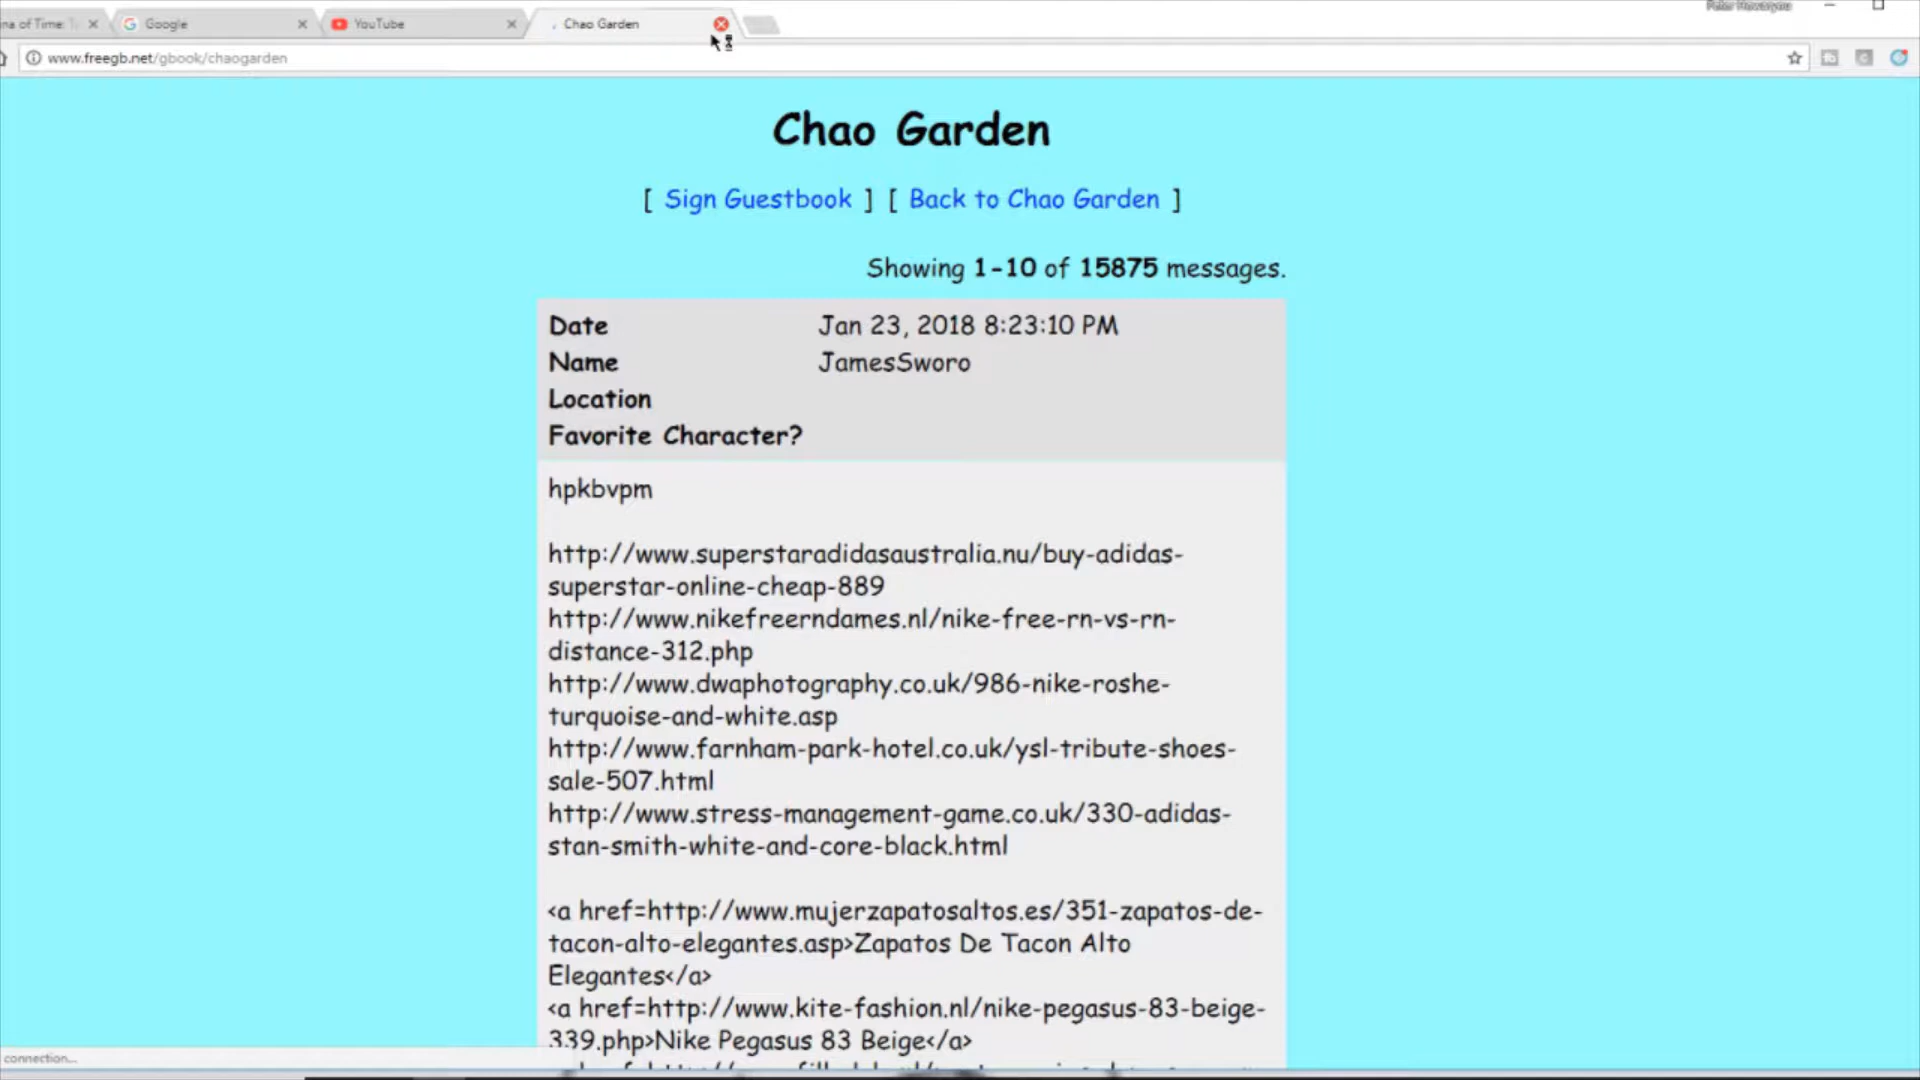 Google
YouTube
Chao Garden
www.freegb.net/gbook/chaogarden
Chao Garden
[ Sign Guestbook ] [ Back to Chao Garden ]
Showing 1-10 of 15875 messages.
Date Jan 23, 2018 8:23:10 PM
Name JamesSworo
Location
Favorite Character?
hpkbvpm
http://www.superstaradidasaustralia.nu/buy-adidas-
superstar-online-cheap-889
http://www.nikefreerndames.nl/nike-free-rn-vs-rn-
distance-312.php
http://www.dwaphotography.co.uk/986-nike-roshe-
turquoise-and-white.asp
http://www.farnham-park-hotel.co.uk/ysl-tribute-shoes-
sale-507.html
http://www.stress-management-game.co.uk/330-adidas-
stan-smith-white-and-core-black.html
<a href=http://www.mujerzapatosaltos.es/351-zapatos-de-
tacon-alto-elegantes.asp>Zapatos De Tacon Alto
Elegantes</a>
<a href=http://www.kite-fashion.nl/nike-pegasus-83-beige-
339.php>Nike Pegasus 83 Beige</a>
connection...